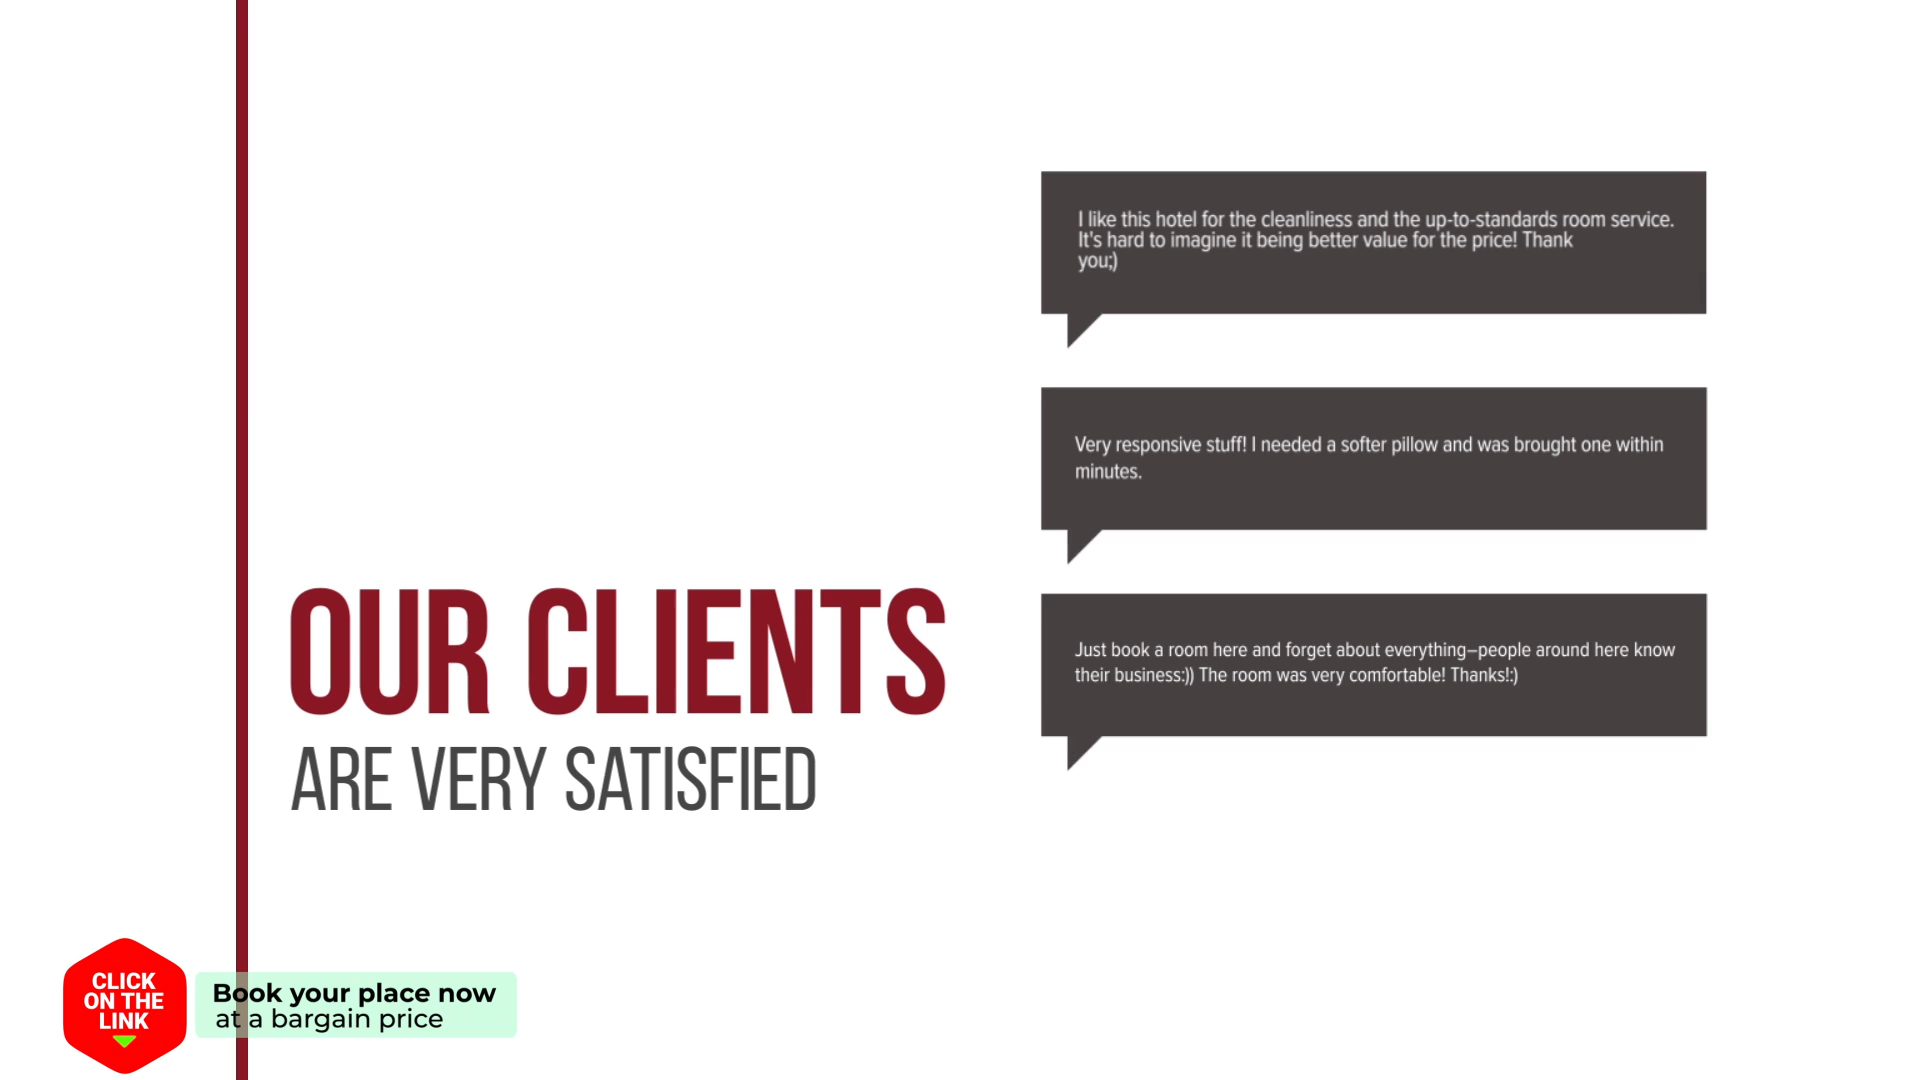 I like this hotel for the cleanliness and the up-to-standards room service.
It's hard to imagine it being better value for the price! Thank
you;)
Very responsive stuff! I needed a softer pillow and was brought one within
minutes.
Just book a room here and forget about everything–people around here know
their business:)) The room was very comfortable! Thanks!:)
OUR CLIENTS
ARE VERY SATISFIED
CLICK
ON THE
LINK
Book your place now
at a bargain price